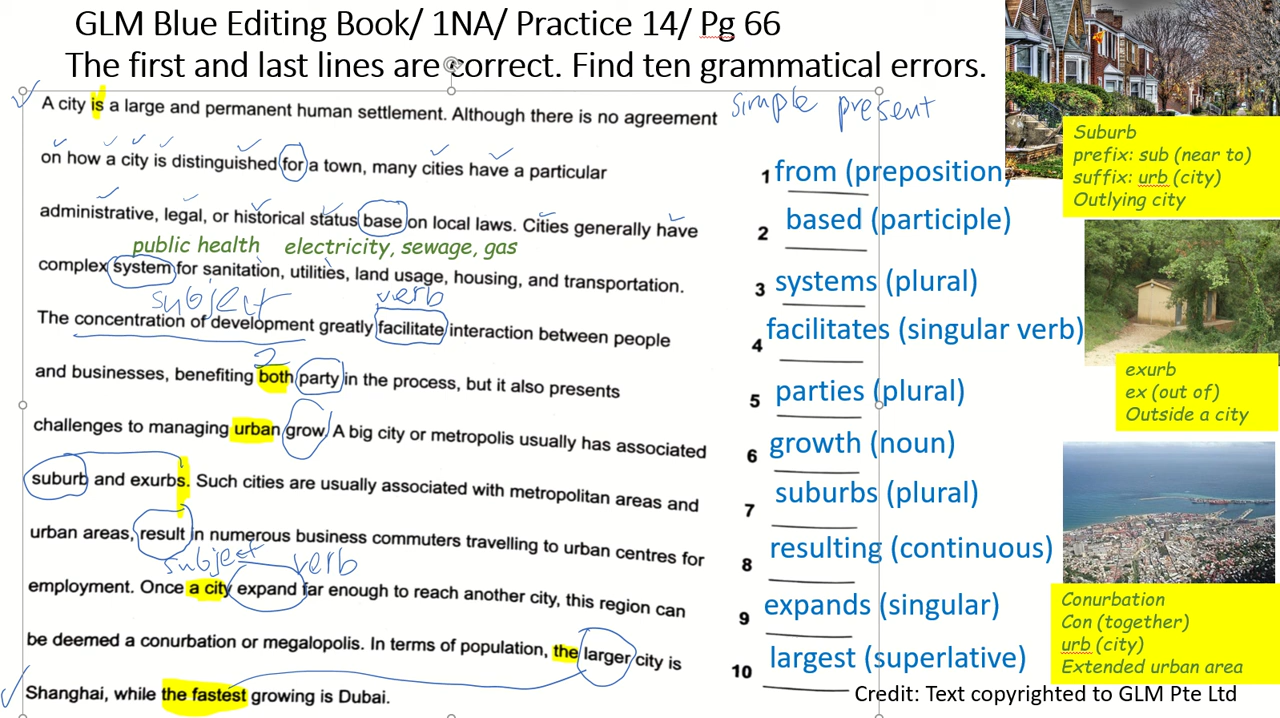 GLM Blue Editing Book/ 1NA/ Practice 14/ Pg 66
The first and last lines are correct. Find ten grammatical errors.
A city is a large and permanent human settlement. Although there is no agreement
simple present
on how a city is distinguished for a town, many cities have a particular
1 from (preposition)
administrative, legal, or historical status base on local laws. Cities generally have
2 based (participle)
public health electricity, sewage, gas
complex system for sanitation, utilities, land usage, housing, and transportation.
3 systems (plural)
subject verb
The concentration of development greatly facilitate interaction between people
4 facilitates (singular verb)
2
and businesses, benefiting both party in the process, but it also presents
5 parties (plural)
challenges to managing urban grow. A big city or metropolis usually has associated
6 growth (noun)
suburb and exurbs. Such cities are usually associated with metropolitan areas and
7 suburbs (plural)
urban areas, result in numerous business commuters travelling to urban centres for
8 resulting (continuous)
subject verb
employment. Once a city expand far enough to reach another city, this region can
9 expands (singular)
be deemed a conurbation or megalopolis. In terms of population, the larger city is
10 largest (superlative)
Shanghai, while the fastest growing is Dubai.
Credit: Text copyrighted to GLM Pte Ltd
Suburb
prefix: sub (near to)
suffix: urb (city)
Outlying city
exurb
ex (out of)
Outside a city
Conurbation
Con (together)
urb (city)
Extended urban area